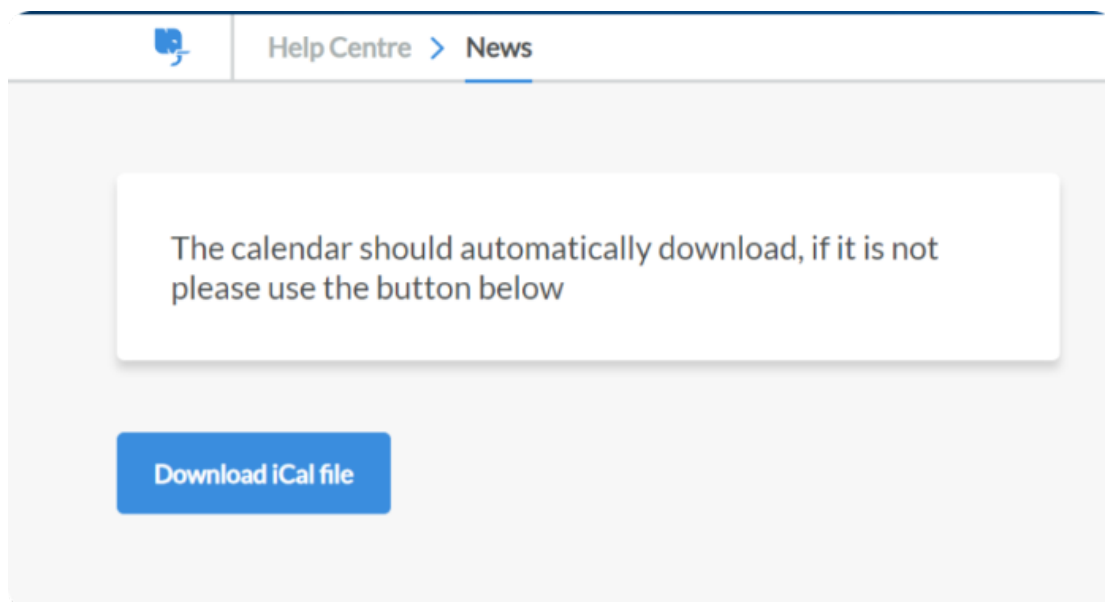 Help Centre > News
The calendar should automatically download, if it is not
please use the button below
Download iCal file